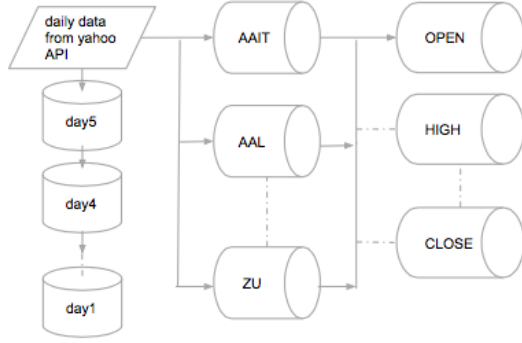 daily data
from yahoo
API
AAIT
OPEN
day5
AAL
HIGH
day4
CLOSE
day1
ZU